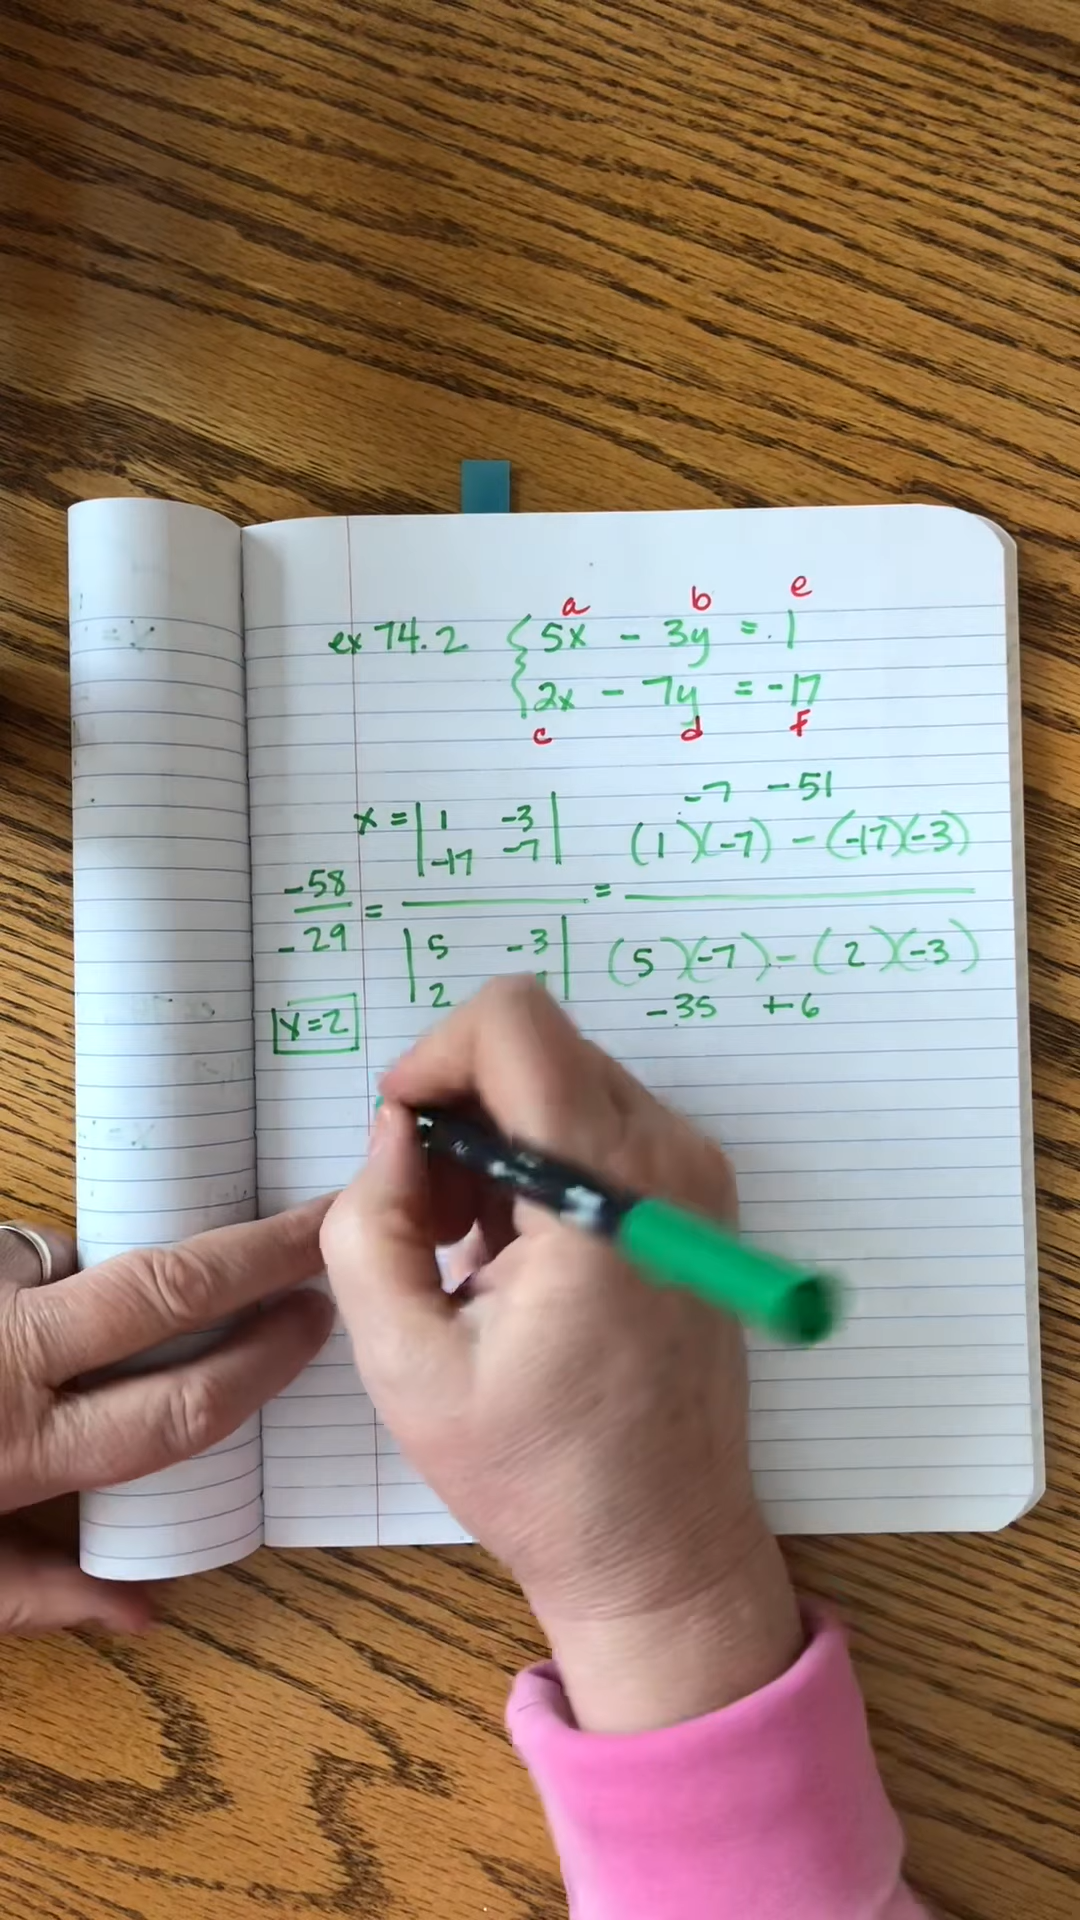 a b e
ex 74.2 { 5x - 3y = 1
2x - 7y = -17
c d f
-7 -51
x = | 1 -3 | = (1)(-7) - (-17)(-3)
| -17 -7 |
-58
-29 =
| 5 -3 | (5)(-7) - (2)(-3)
| 2 | -35 +6
x=2